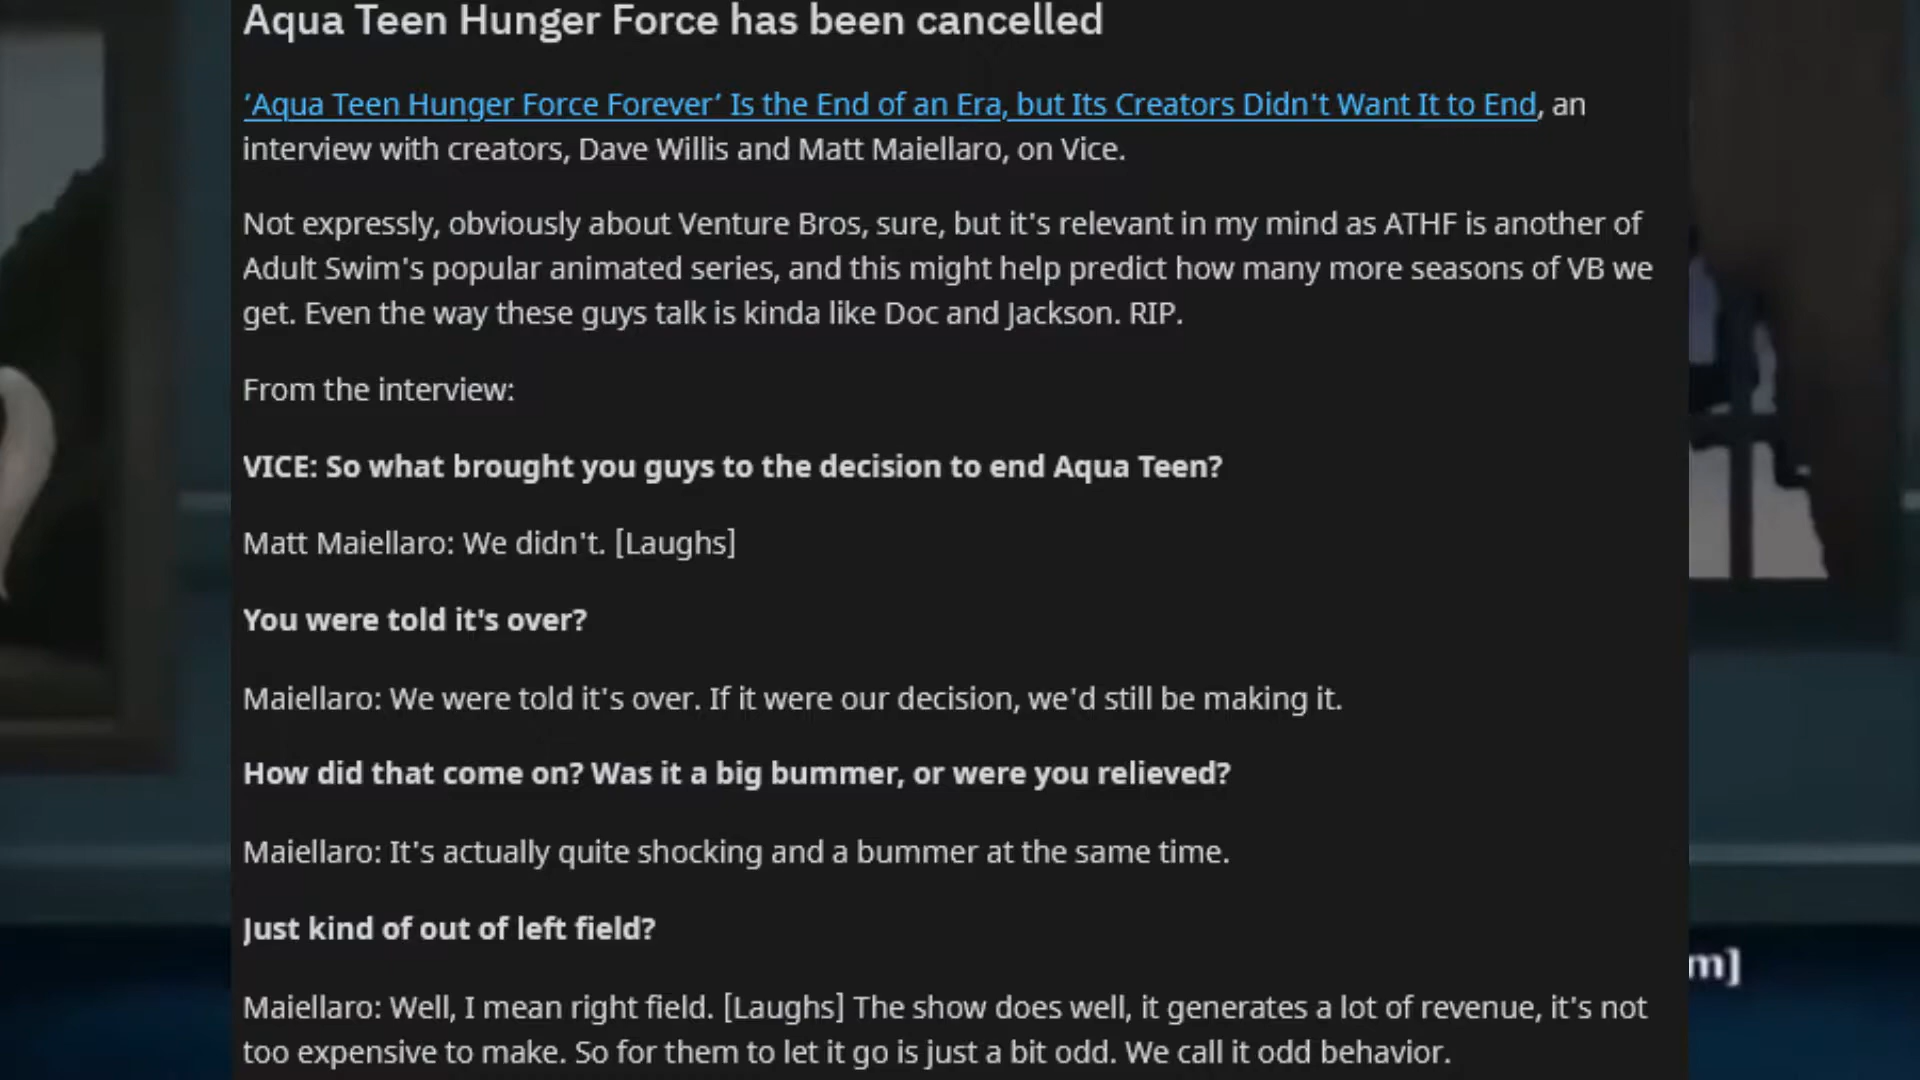 Aqua Teen Hunger Force has been cancelled
‘Aqua Teen Hunger Force Forever’ Is the End of an Era, but Its Creators Didn't Want It to End, an
interview with creators, Dave Willis and Matt Maiellaro, on Vice.
Not expressly, obviously about Venture Bros, sure, but it's relevant in my mind as ATHF is another of
Adult Swim's popular animated series, and this might help predict how many more seasons of VB we
get. Even the way these guys talk is kinda like Doc and Jackson. RIP.
From the interview:
VICE: So what brought you guys to the decision to end Aqua Teen?
Matt Maiellaro: We didn't. [Laughs]
You were told it's over?
Maiellaro: We were told it's over. If it were our decision, we'd still be making it.
How did that come on? Was it a big bummer, or were you relieved?
Maiellaro: It's actually quite shocking and a bummer at the same time.
Just kind of out of left field?
m]
Maiellaro: Well, I mean right field. [Laughs] The show does well, it generates a lot of revenue, it's not
too expensive to make. So for them to let it go is just a bit odd. We call it odd behavior.